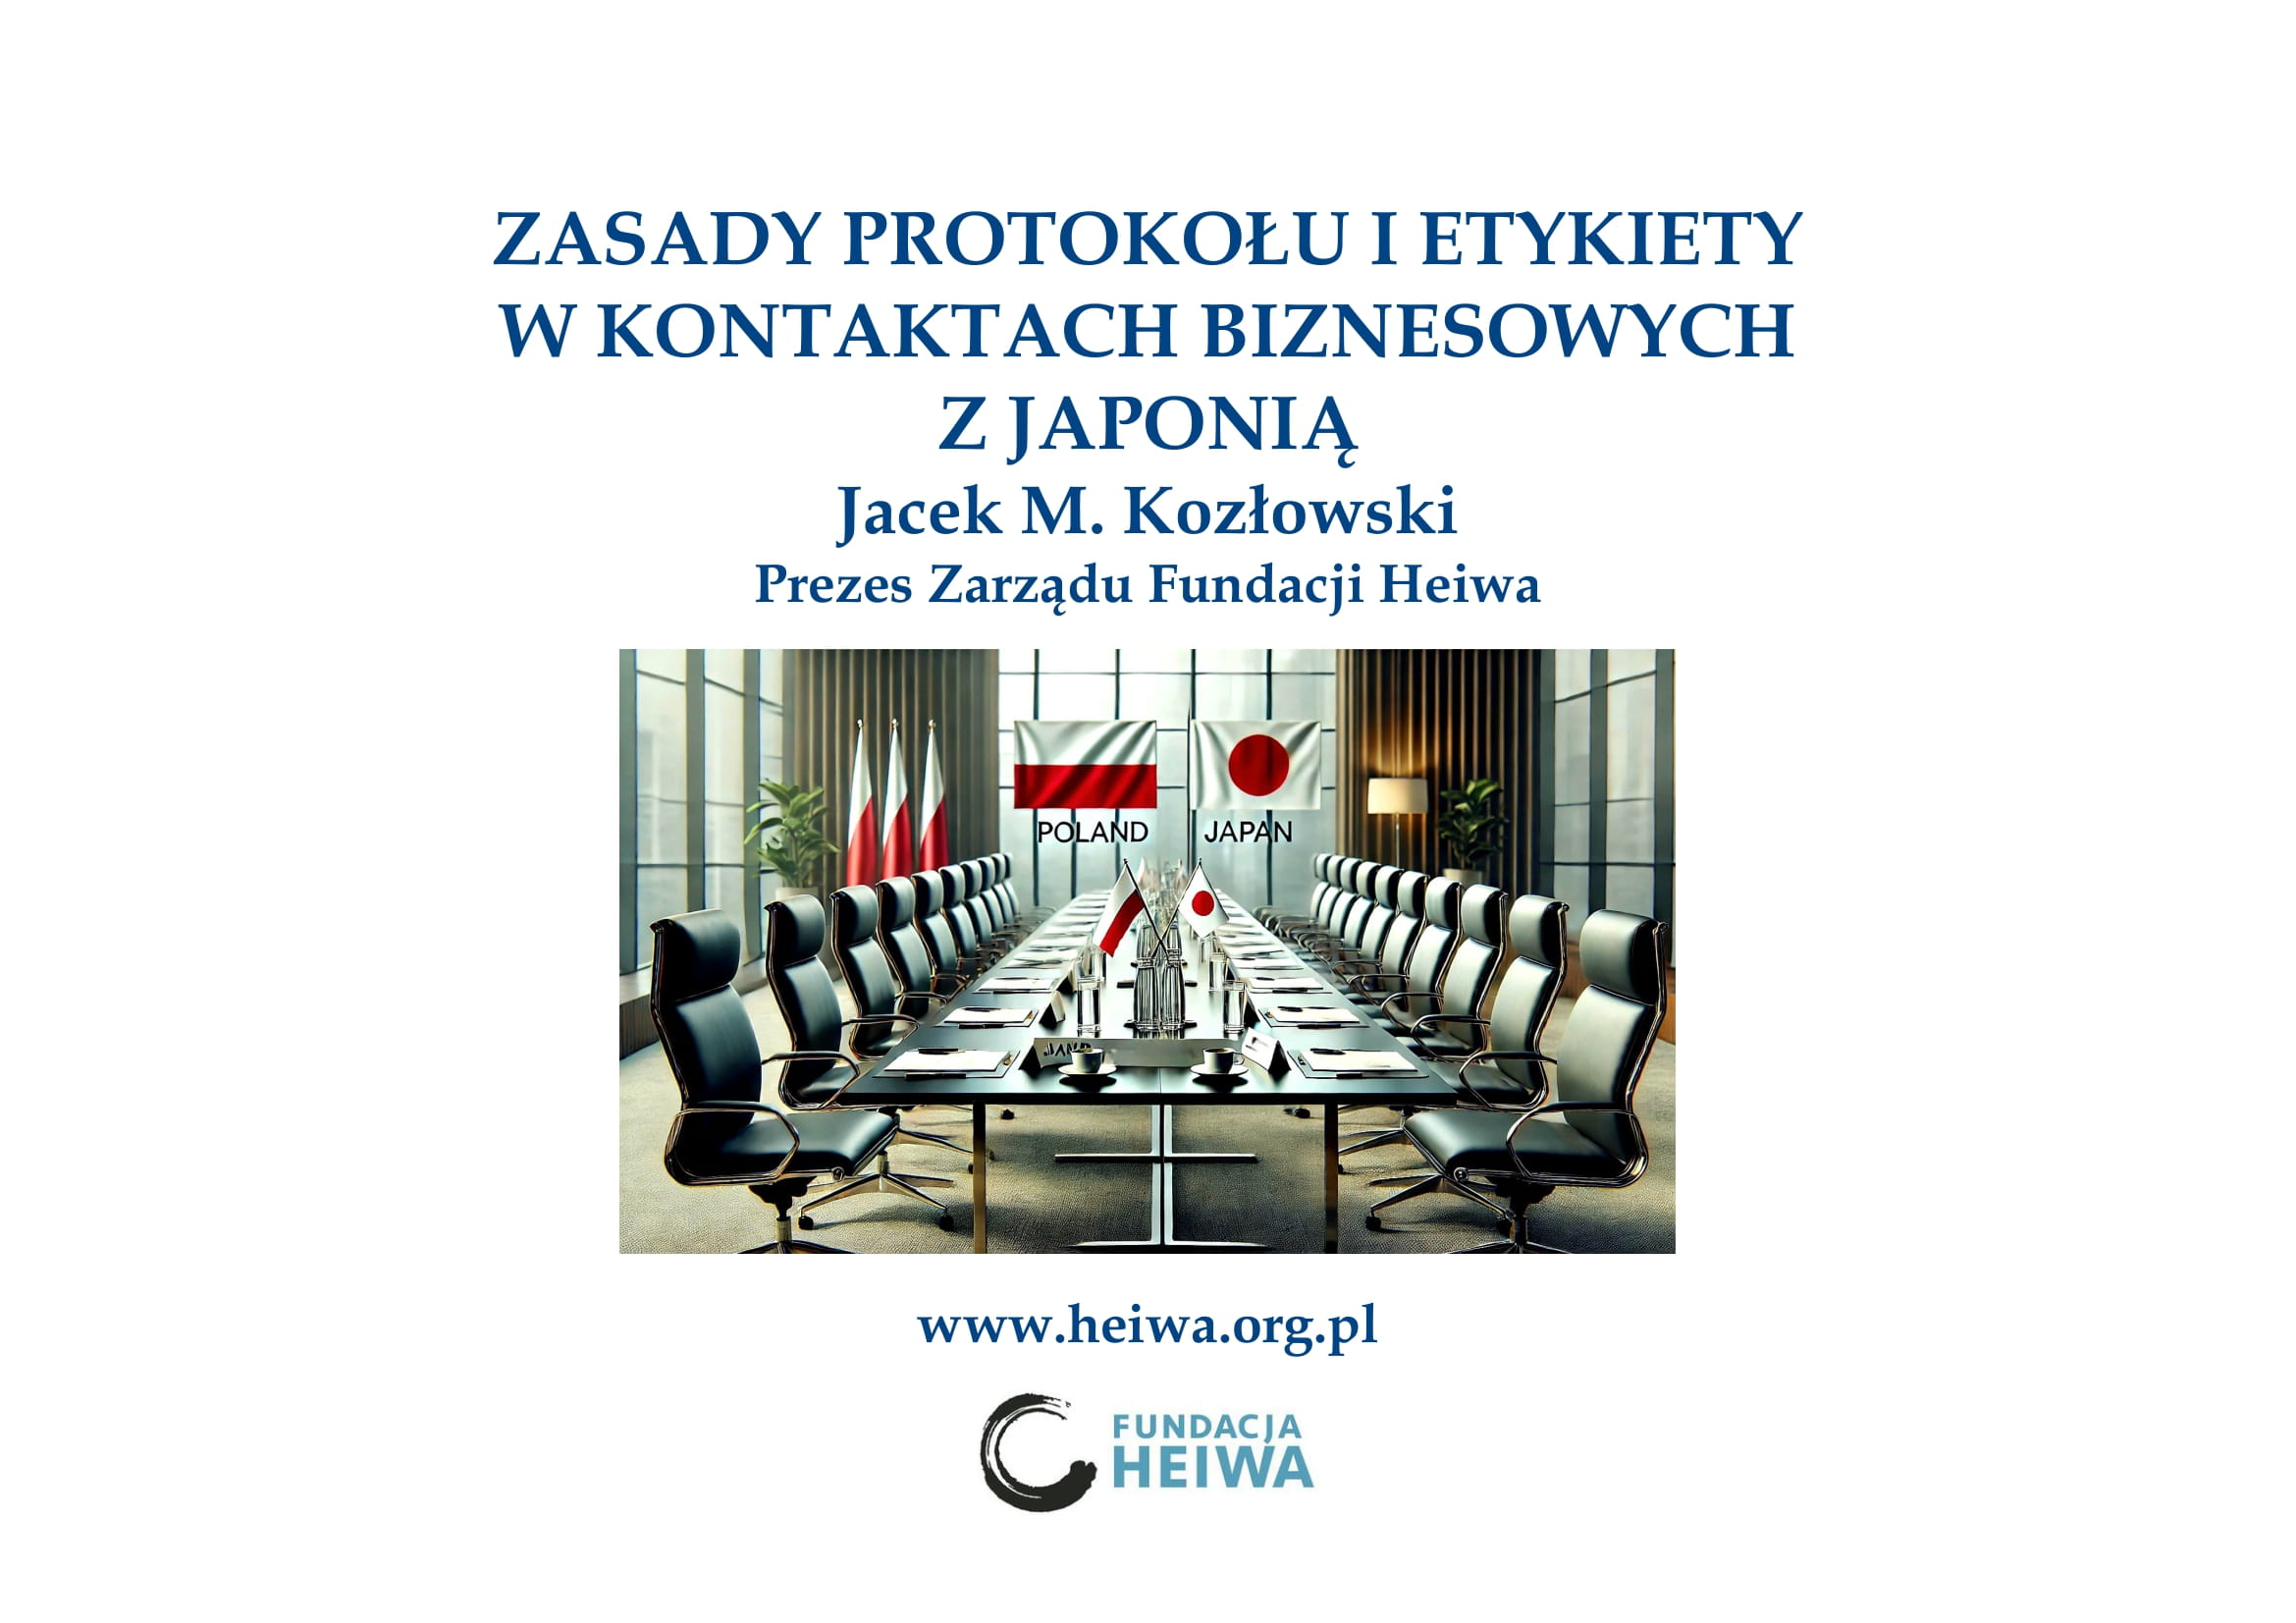 ZASADY PROTOKOŁU I ETYKIETY
W KONTAKTACH BIZNESOWYCH
Z JAPONIĄ
Jacek M. Kozłowski
Prezes Zarządu Fundacji Heiwa
POLAND JAPAN
www.heiwa.org.pl
FUNDACJA
HEIWA